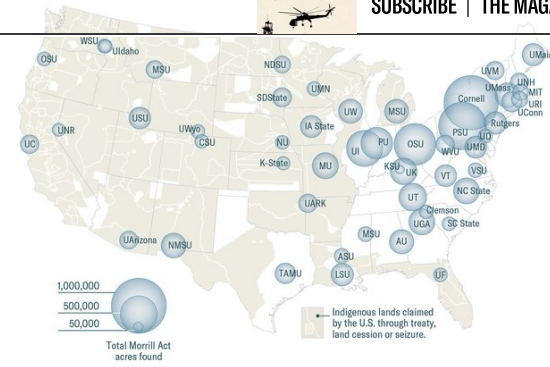 SUBSCRIBE | THE MAGA
WSU
UIdaho
OSU
MSU
NDSU
UMN
SDState
UNR
UC
USU
UWyo
CSU
IA State
NU
K-State
MU
UW
MSU
UI
PU
OSU
KSU
UK
Cornell
PSU
UVM
UMai
UNH
UMass
MIT
URI
UConn
Rutgers
UD
UMD
WVU
VT
VSU
NC State
UT
Clemson
UGA
SC State
UARK
MSU
AU
ASU
LSU
TAMU
UF
UArizona
NMSU
1,000,000
500,000
50,000
Total Morrill Act
acres found
Indigenous lands claimed
by the U.S. through treaty,
land cession or seizure.